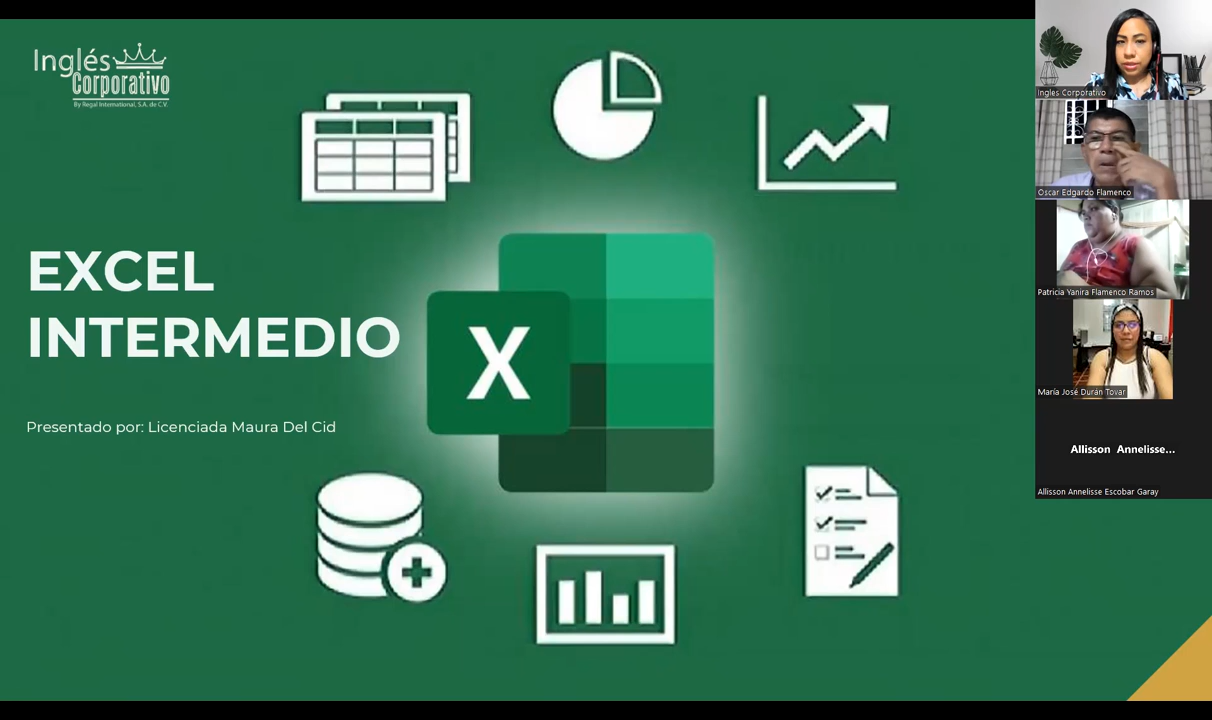 Inglés
Corporativo
By Regal International, S.A. de C.V.
EXCEL
INTERMEDIO
Presentado por: Licenciada Maura Del Cid
X
Ingles Corporativo
Oscar Edgardo Flamenco
Patricia Yanira Flamenco Ramos
María José Durán Tovar
Allisson Annelisse...
Allisson Annelisse Escobar Garay